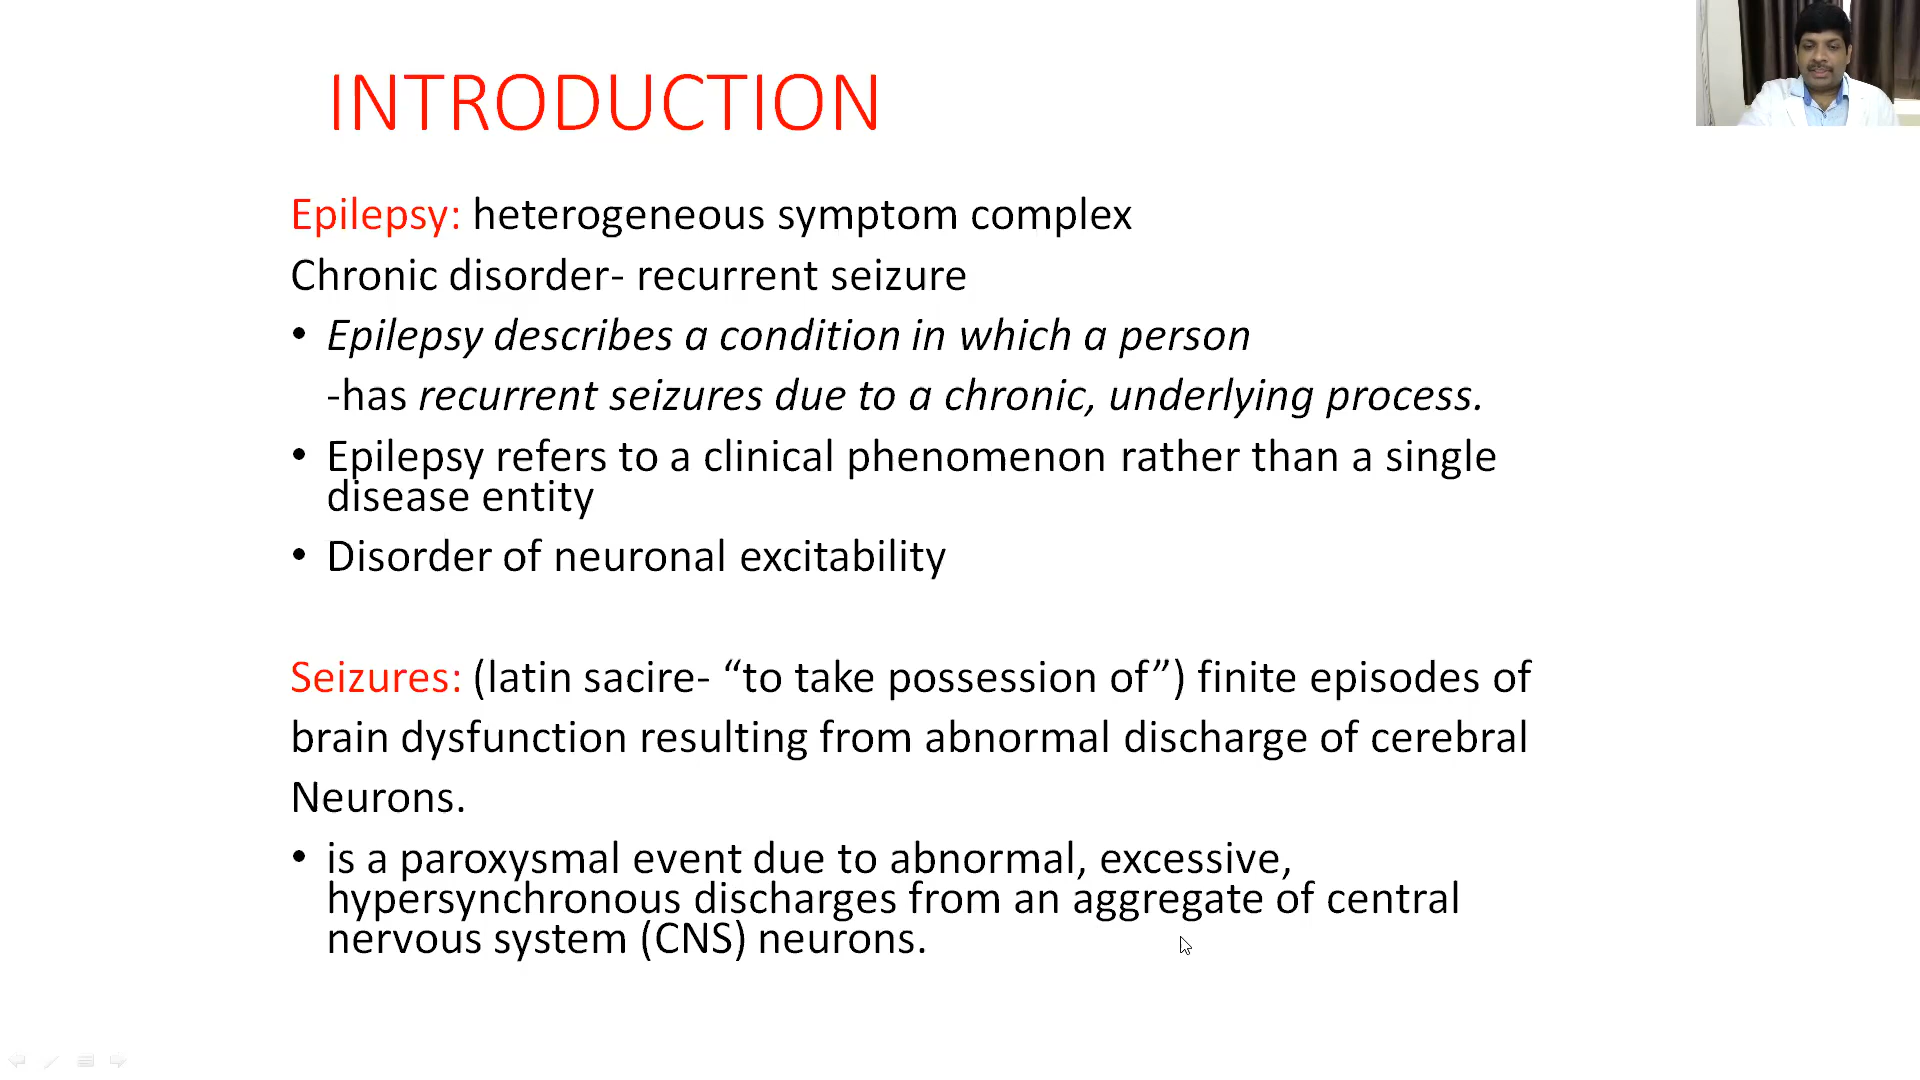 INTRODUCTION
Epilepsy: heterogeneous symptom complex
Chronic disorder- recurrent seizure
• Epilepsy describes a condition in which a person
-has recurrent seizures due to a chronic, underlying process.
• Epilepsy refers to a clinical phenomenon rather than a single
disease entity
• Disorder of neuronal excitability
Seizures: (latin sacire- “to take possession of”) finite episodes of
brain dysfunction resulting from abnormal discharge of cerebral
Neurons.
• is a paroxysmal event due to abnormal, excessive,
hypersynchronous discharges from an aggregate of central
nervous system (CNS) neurons.